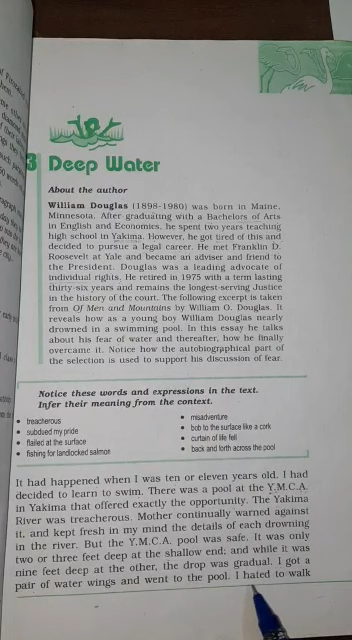 3 Deep Water
About the author
William Douglas (1898-1980) was born in Maine,
Minnesota. After graduating with a Bachelors of Arts
in English and Economics, he spent two years teaching
high school in Yakima. However, he got tired of this and
decided to pursue a legal career. He met Franklin D.
Roosevelt at Yale and became an adviser and friend to
the President. Douglas was a leading advocate of
individual rights. He retired in 1975 with a term lasting
thirty-six years and remains the longest-serving Justice
in the history of the court. The following excerpt is taken
from Of Men and Mountains by William O. Douglas. It
reveals how as a young boy William Douglas nearly
drowned in a swimming pool. In this essay he talks
about his fear of water and thereafter, how he finally
overcame it. Notice how the autobiographical part of
the selection is used to support his discussion of fear.
Notice these words and expressions in the text.
Infer their meaning from the context.
• treacherous
• subdued my pride
• flailed at the surface
• fishing for landlocked salmon
• misadventure
• bob to the surface like a cork
• curtain of life fell
• back and forth across the pool
It had happened when I was ten or eleven years old. I had
decided to learn to swim. There was a pool at the Y.M.C.A.
in Yakima that offered exactly the opportunity. The Yakima
River was treacherous. Mother continually warned against
it, and kept fresh in my mind the details of each drowning
in the river. But the Y.M.C.A. pool was safe. It was only
two or three feet deep at the shallow end; and while it was
nine feet deep at the other, the drop was gradual. I got a
pair of water wings and went to the pool. I hated to walk